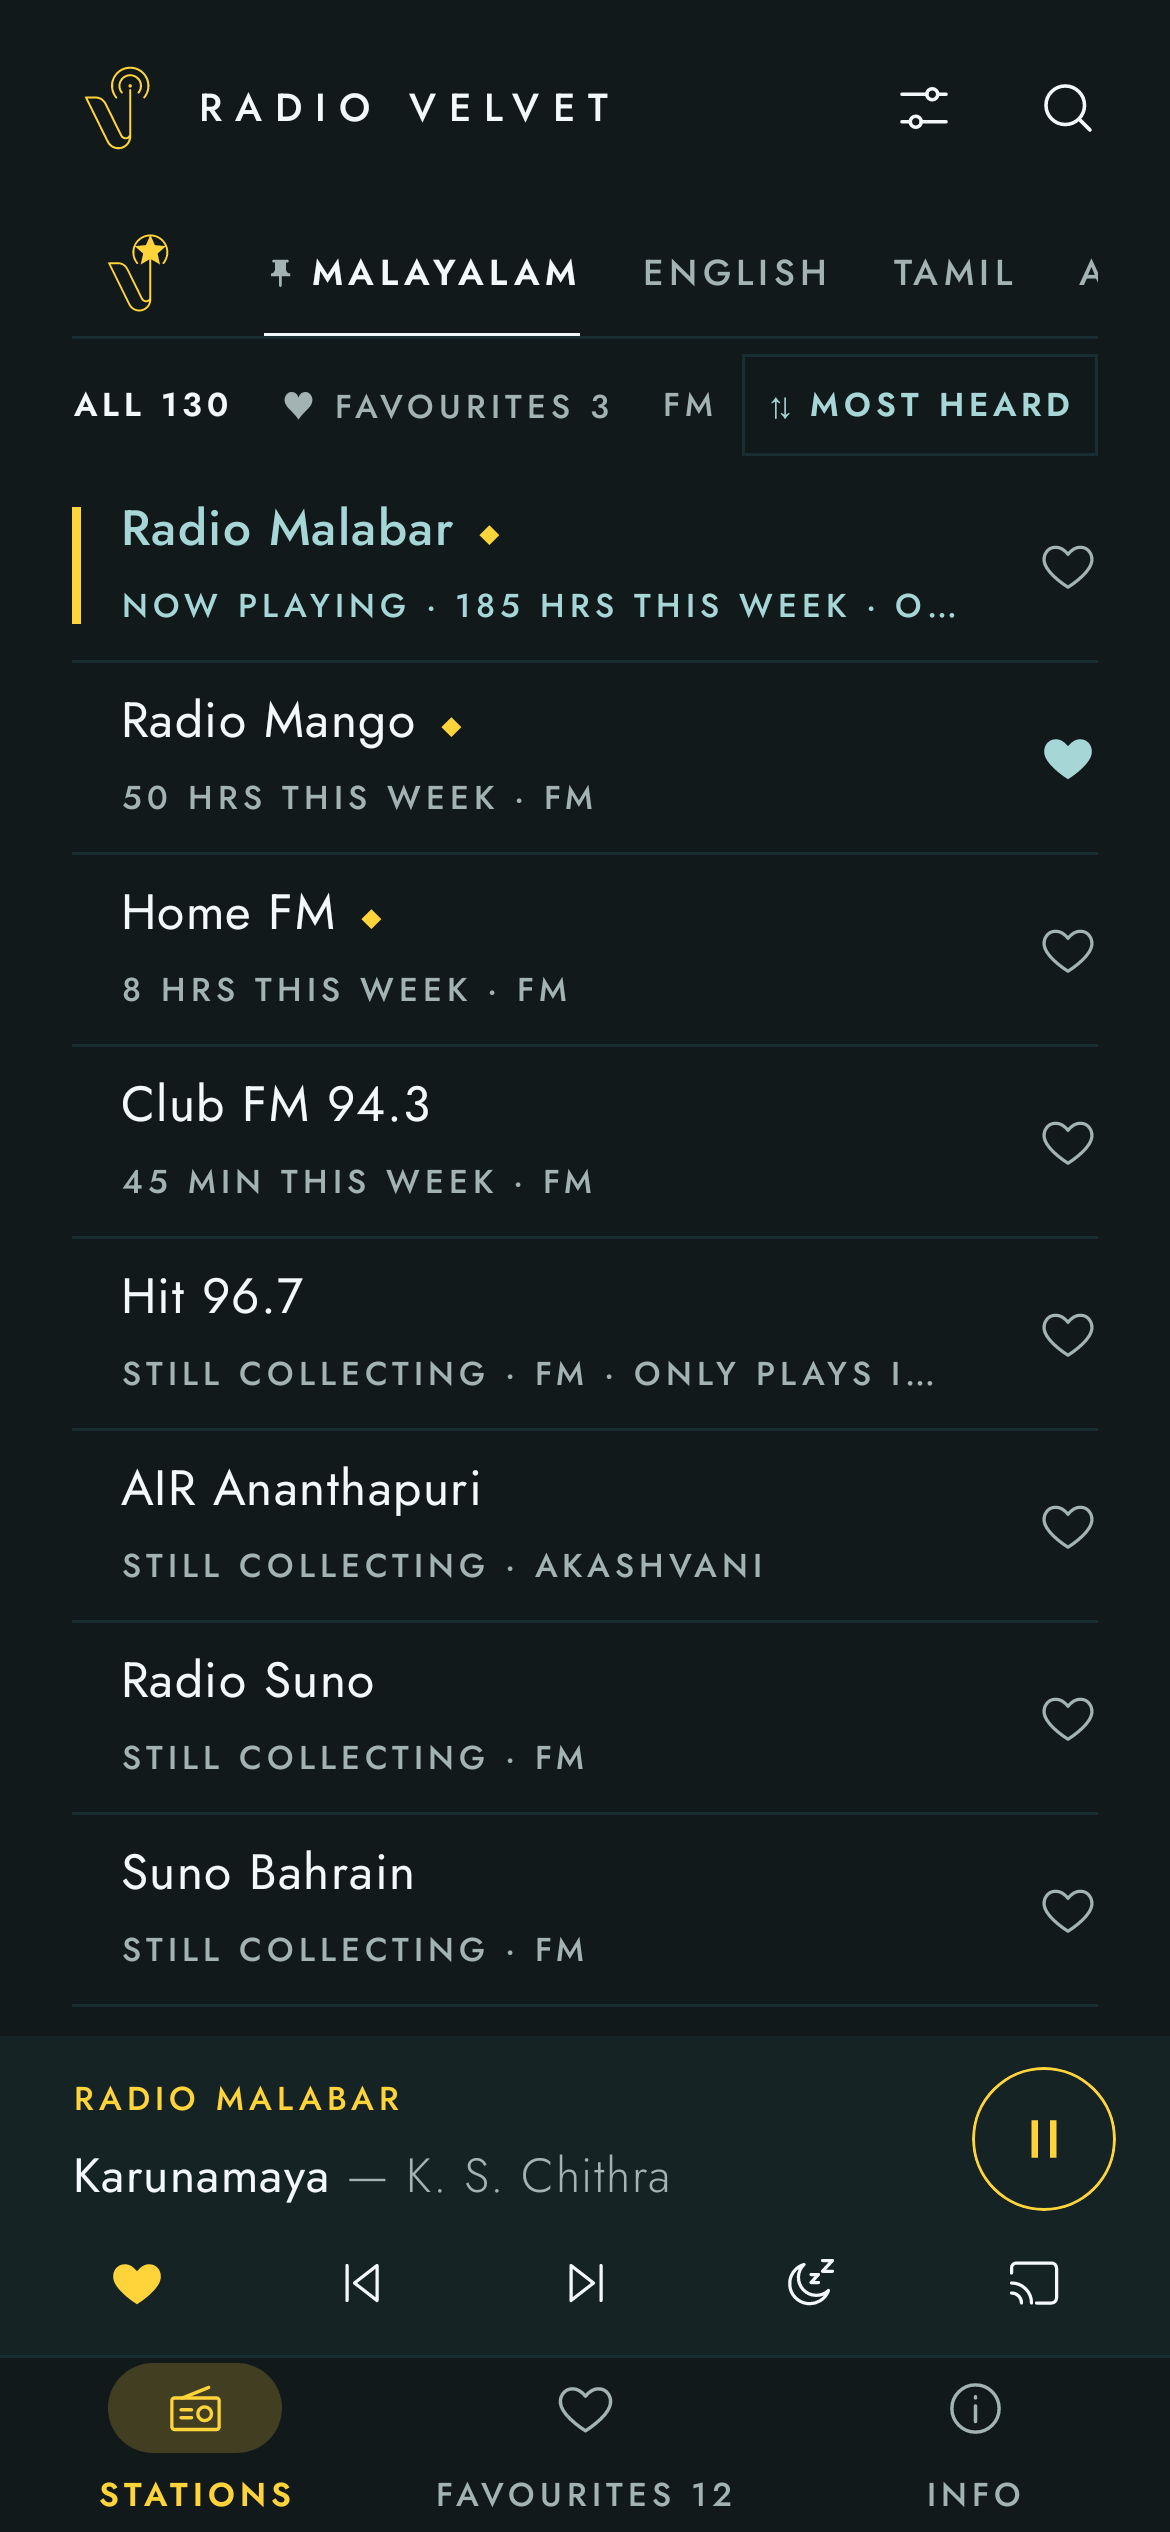 RADIO VELVET
MALAYALAM ENGLISH TAMIL A
ALL 130 FAVOURITES 3 FM MOST HEARD
Radio Malabar
NOW PLAYING · 185 HRS THIS WEEK · O...
Radio Mango
50 HRS THIS WEEK · FM
Home FM
8 HRS THIS WEEK · FM
Club FM 94.3
45 MIN THIS WEEK · FM
Hit 96.7
STILL COLLECTING · FM · ONLY PLAYS I...
AIR Ananthapuri
STILL COLLECTING · AKASHVANI
Radio Suno
STILL COLLECTING · FM
Suno Bahrain
STILL COLLECTING · FM
RADIO MALABAR
Karunamaya — K. S. Chithra
STATIONS FAVOURITES 12 INFO